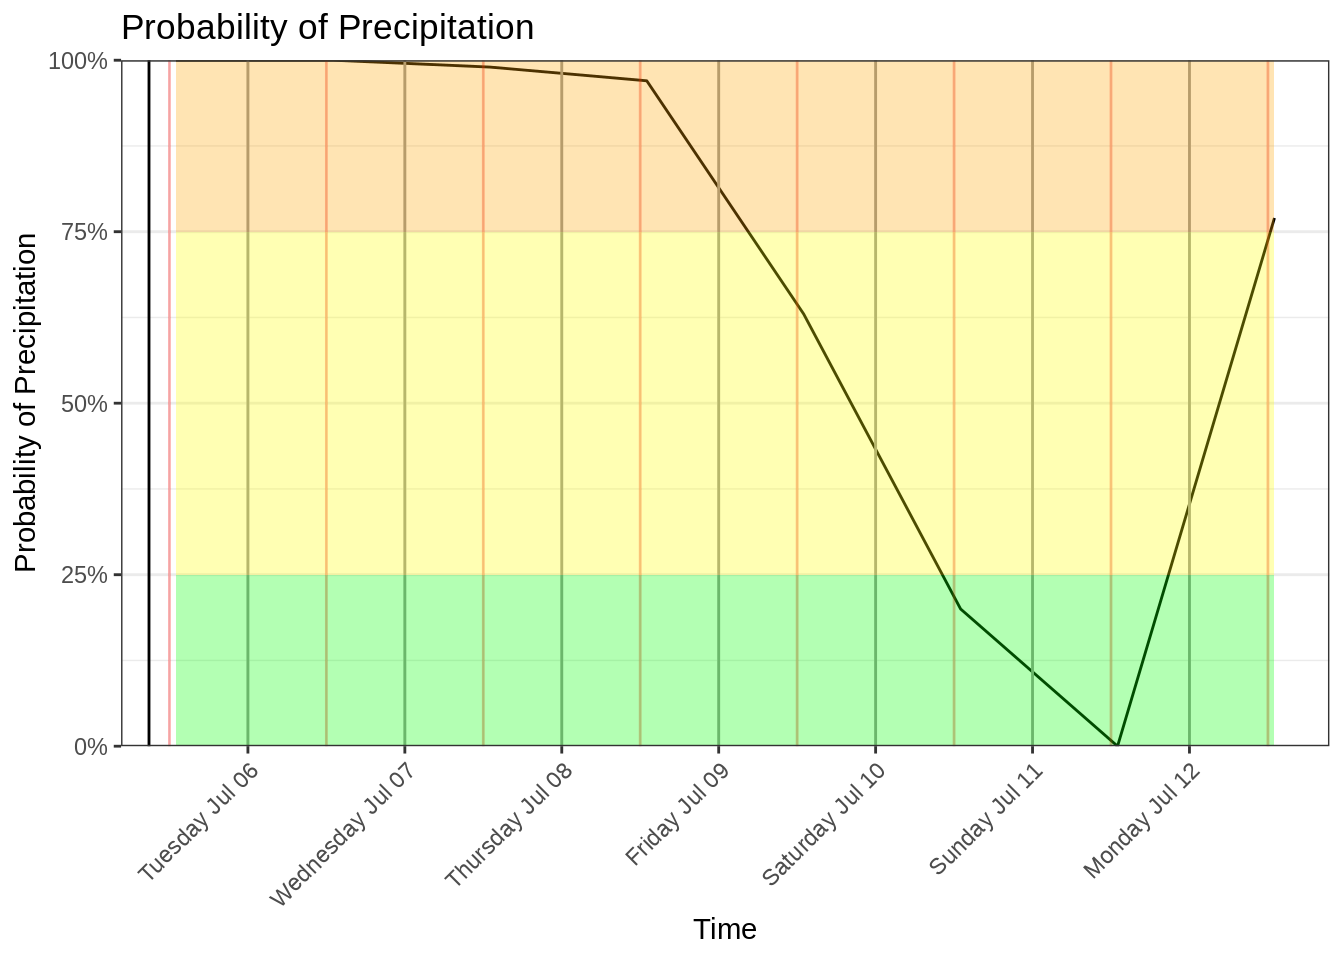 Probability of Precipitation
Probability of Precipitation
100%
75%
50%
25%
0%
Tuesday Jul 06
Wednesday Jul 07
Thursday Jul 08
Friday Jul 09
Saturday Jul 10
Sunday Jul 11
Monday Jul 12
Time